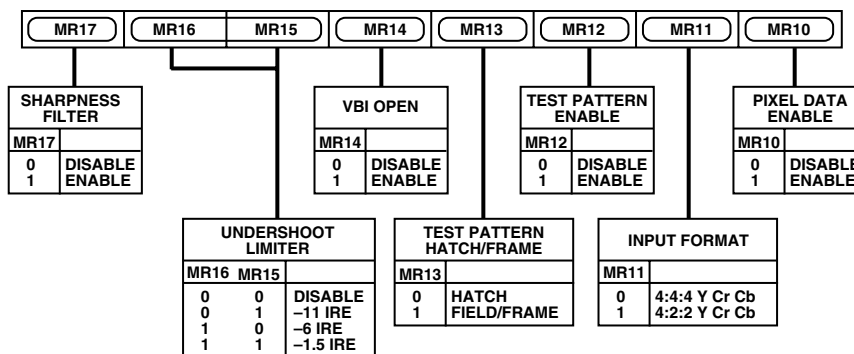 MR17 MR16 MR15 MR14 MR13 MR12 MR11 MR10
SHARPNESS
FILTER
MR17
0 DISABLE
1 ENABLE
VBI OPEN
MR14
0 DISABLE
1 ENABLE
TEST PATTERN
ENABLE
MR12
0 DISABLE
1 ENABLE
PIXEL DATA
ENABLE
MR10
0 DISABLE
1 ENABLE
UNDERSHOOT
LIMITER
MR16 MR15
0 0 DISABLE
0 1 –11 IRE
1 0 –6 IRE
1 1 –1.5 IRE
TEST PATTERN
HATCH/FRAME
MR13
0 HATCH
1 FIELD/FRAME
INPUT FORMAT
MR11
0 4:4:4 Y Cr Cb
1 4:2:2 Y Cr Cb